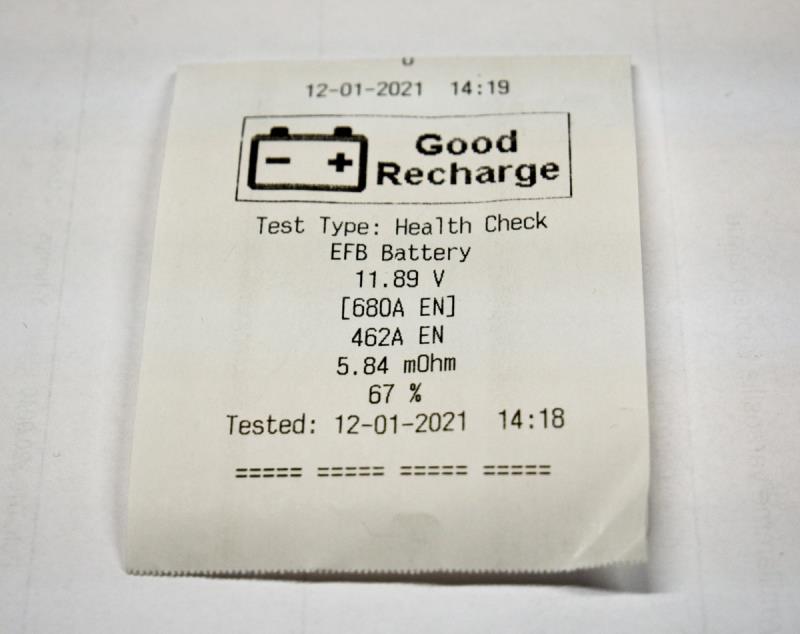 12-01-2021 14:19
- + Good
Recharge
Test Type: Health Check
EFB Battery
11.89 V
[680A EN]
462A EN
5.84 mOhm
67 %
Tested: 12-01-2021 14:18
===== ===== ===== =====